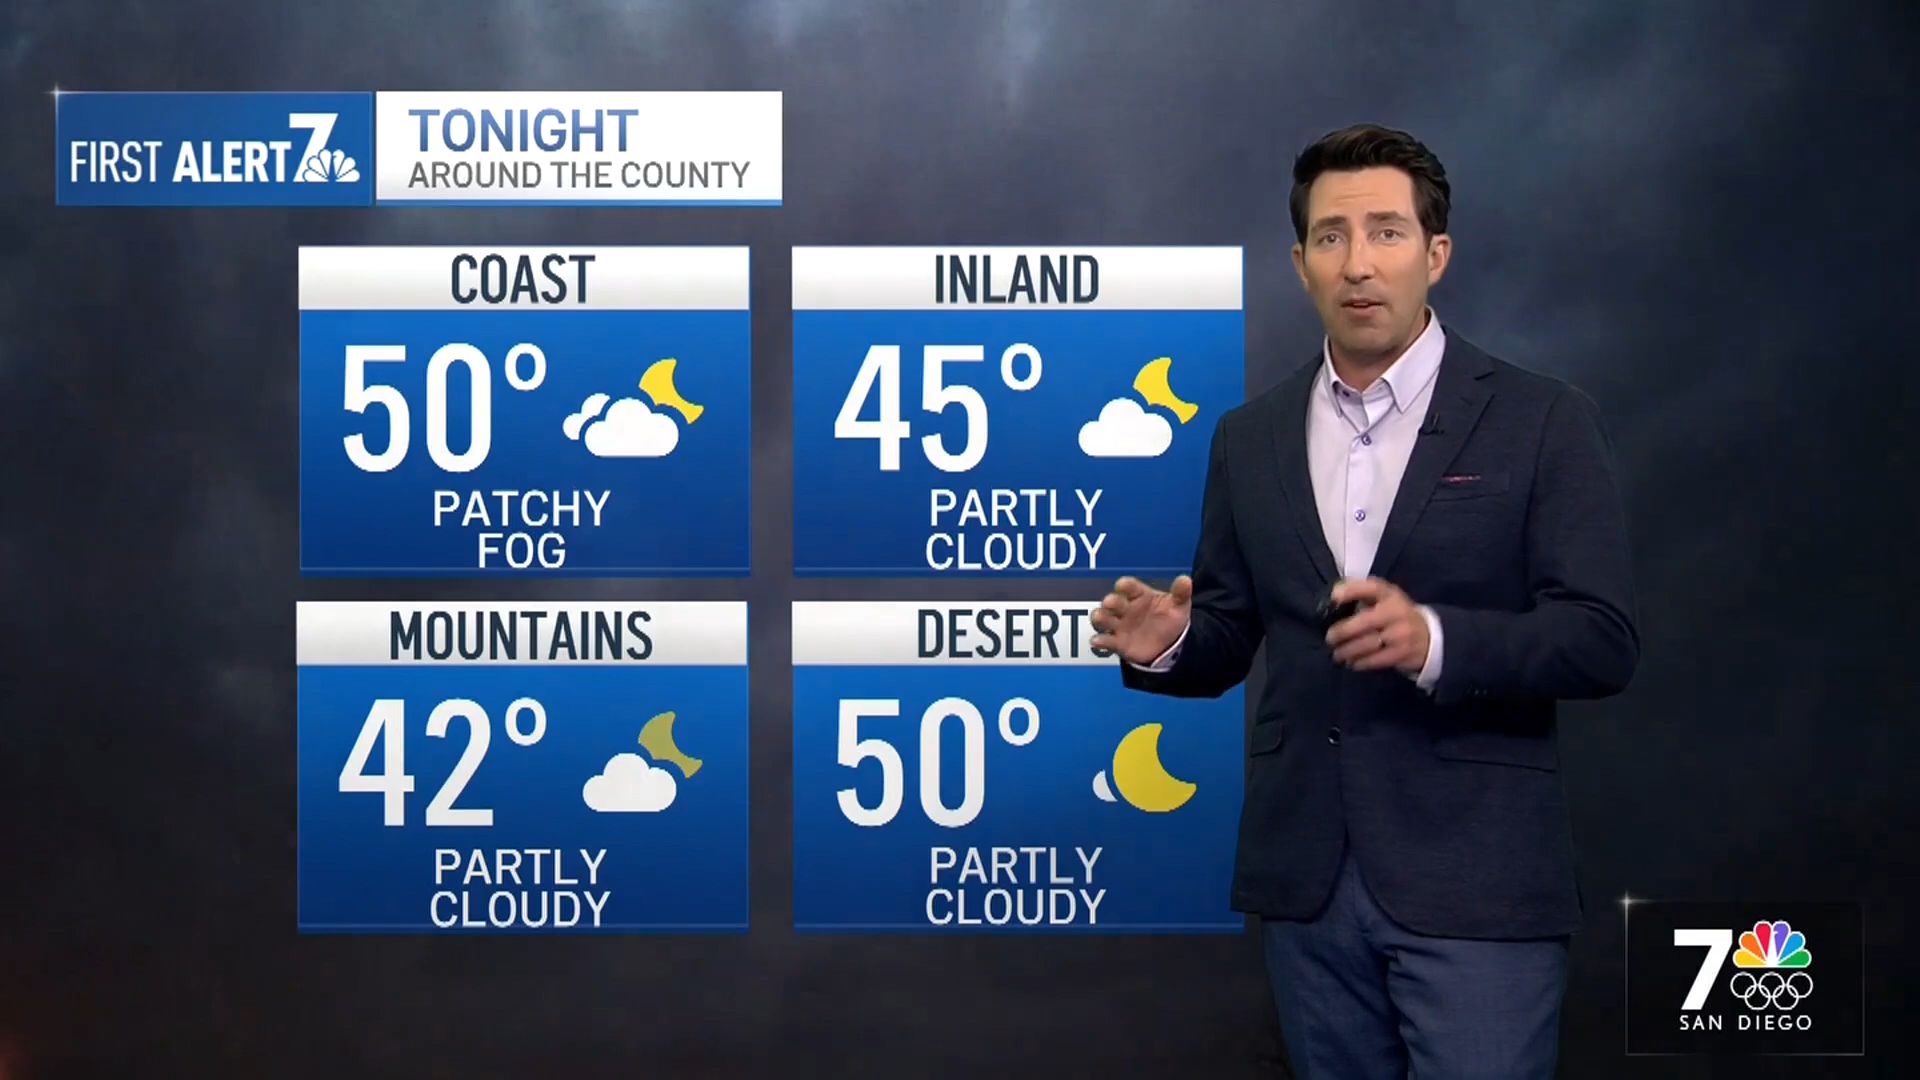 FIRST ALERT 7
TONIGHT
AROUND THE COUNTY
COAST
50°
PATCHY
FOG
INLAND
45°
PARTLY
CLOUDY
MOUNTAINS
42°
PARTLY
CLOUDY
DESERTS
50°
PARTLY
CLOUDY
7
SAN DIEGO